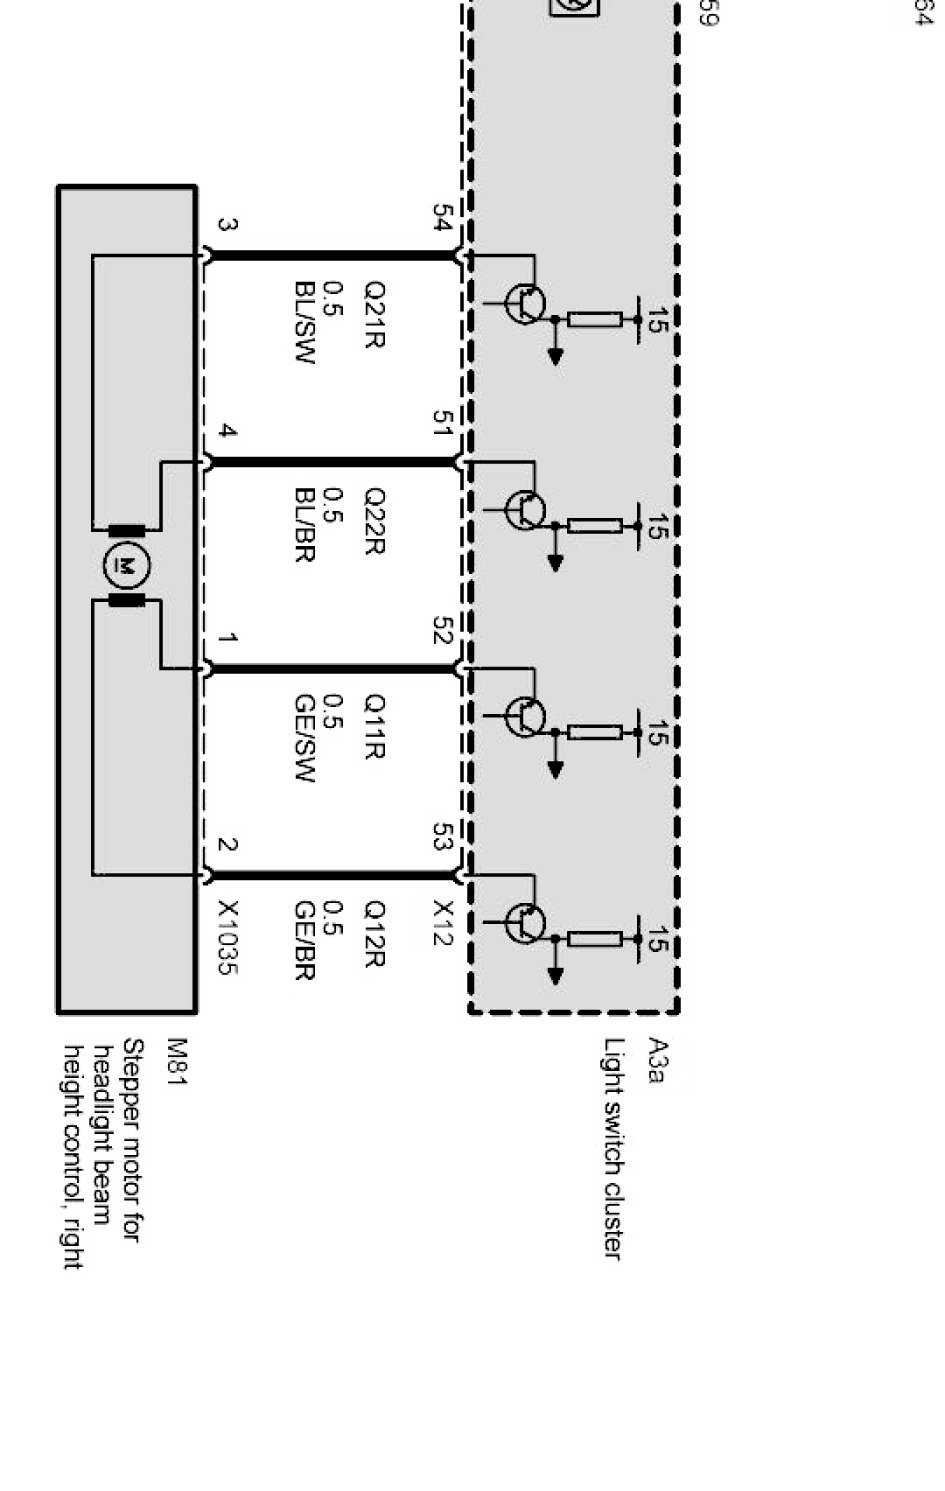 59
64
15
15
15
15
A3a
Light switch cluster
54
51
52
53
X12
Q21R
0.5
BL/SW
Q22R
0.5
BL/BR
Q11R
0.5
GE/SW
Q12R
0.5
GE/BR
3
4
1
2
X1035
M
M81
Stepper motor for
headlight beam
height control, right